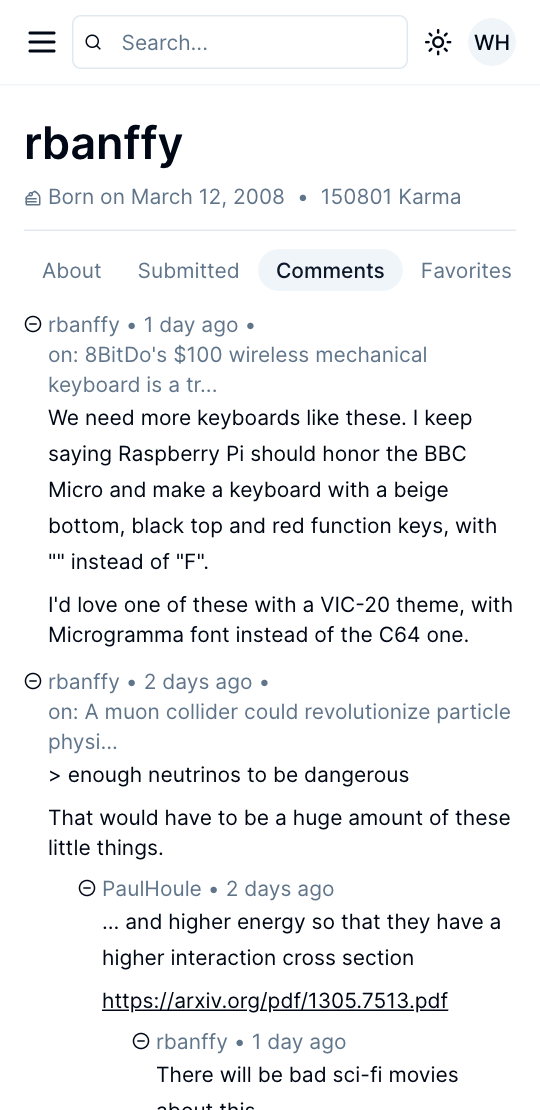 Search...
WH
rbanffy
Born on March 12, 2008 • 150801 Karma
About Submitted Comments Favorites
rbanffy • 1 day ago •
on: 8BitDo's $100 wireless mechanical
keyboard is a tr...
We need more keyboards like these. I keep
saying Raspberry Pi should honor the BBC
Micro and make a keyboard with a beige
bottom, black top and red function keys, with
"" instead of "F".
I'd love one of these with a VIC-20 theme, with
Microgramma font instead of the C64 one.
rbanffy • 2 days ago •
on: A muon collider could revolutionize particle
physi...
> enough neutrinos to be dangerous
That would have to be a huge amount of these
little things.
PaulHoule • 2 days ago
... and higher energy so that they have a
higher interaction cross section
https://arxiv.org/pdf/1305.7513.pdf
rbanffy • 1 day ago
There will be bad sci-fi movies
about this